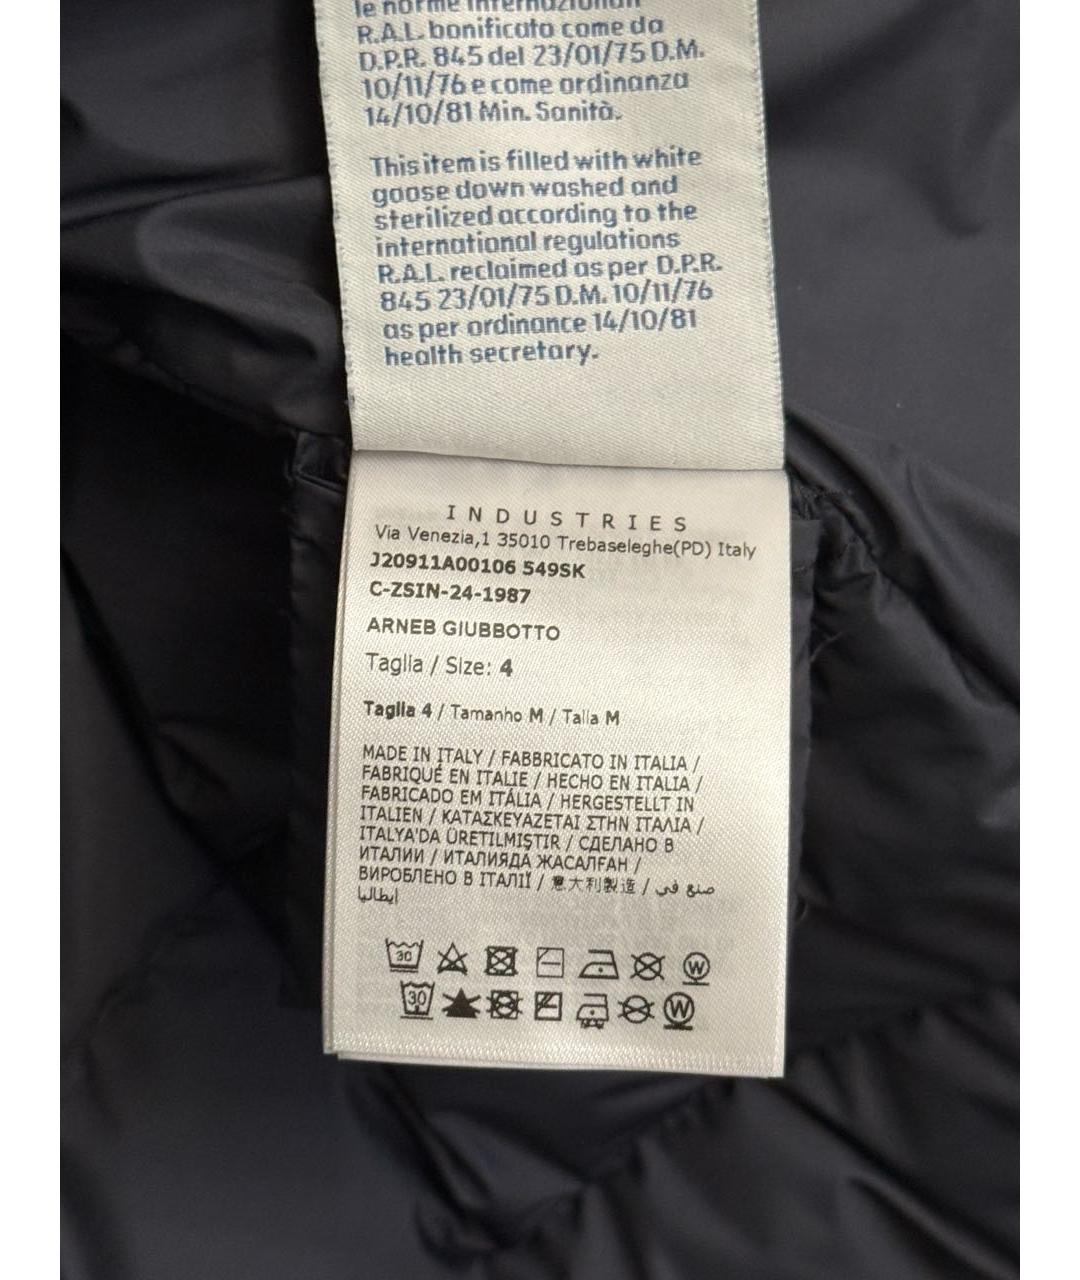 le norme internazionali
R.A.L. bonificato come da
D.P.R. 845 del 23/01/75 D.M.
10/11/76 e come ordinanza
14/10/81 Min. Sanità.
This item is filled with white
goose down washed and
sterilized according to the
international regulations
R.A.L. reclaimed as per D.P.R.
845 23/01/75 D.M. 10/11/76
as per ordinance 14/10/81
health secretary.
INDUSTRIES
Via Venezia,1 35010 Trebaseleghe(PD) Italy
J20911A00106 549SK
C-ZSIN-24-1987
ARNEB GIUBBOTTO
Taglia / Size: 4
Taglia 4 / Tamanho M / Talla M
MADE IN ITALY / FABBRICATO IN ITALIA /
FABRIQUÉ EN ITALIE / HECHO EN ITALIA /
FABRICADO EM ITÁLIA / HERGESTELLT IN
ITALIEN / ΚΑΤΑΣΚΕΥΑΖΕΤΑΙ ΣΤΗΝ ΙΤΑΛΙΑ /
ITALYA'DA ÜRETILMIŞTIR / СДЕЛАНО В
ИТАЛИИ / ИТАЛИЯДА ЖАСАЛҒАН /
ВИРОБЛЕНО В ІТАЛІЇ / 意大利製造 / صنع في
إيطاليا
30 W
30 W